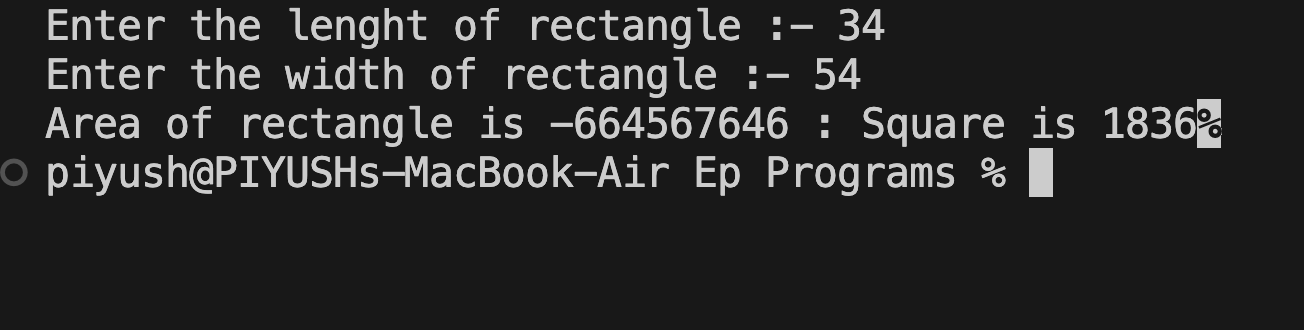 Enter the lenght of rectangle :- 34
Enter the width of rectangle :- 54
Area of rectangle is -664567646 : Square is 1836%
piyush@PIYUSHs-MacBook-Air Ep Programs %